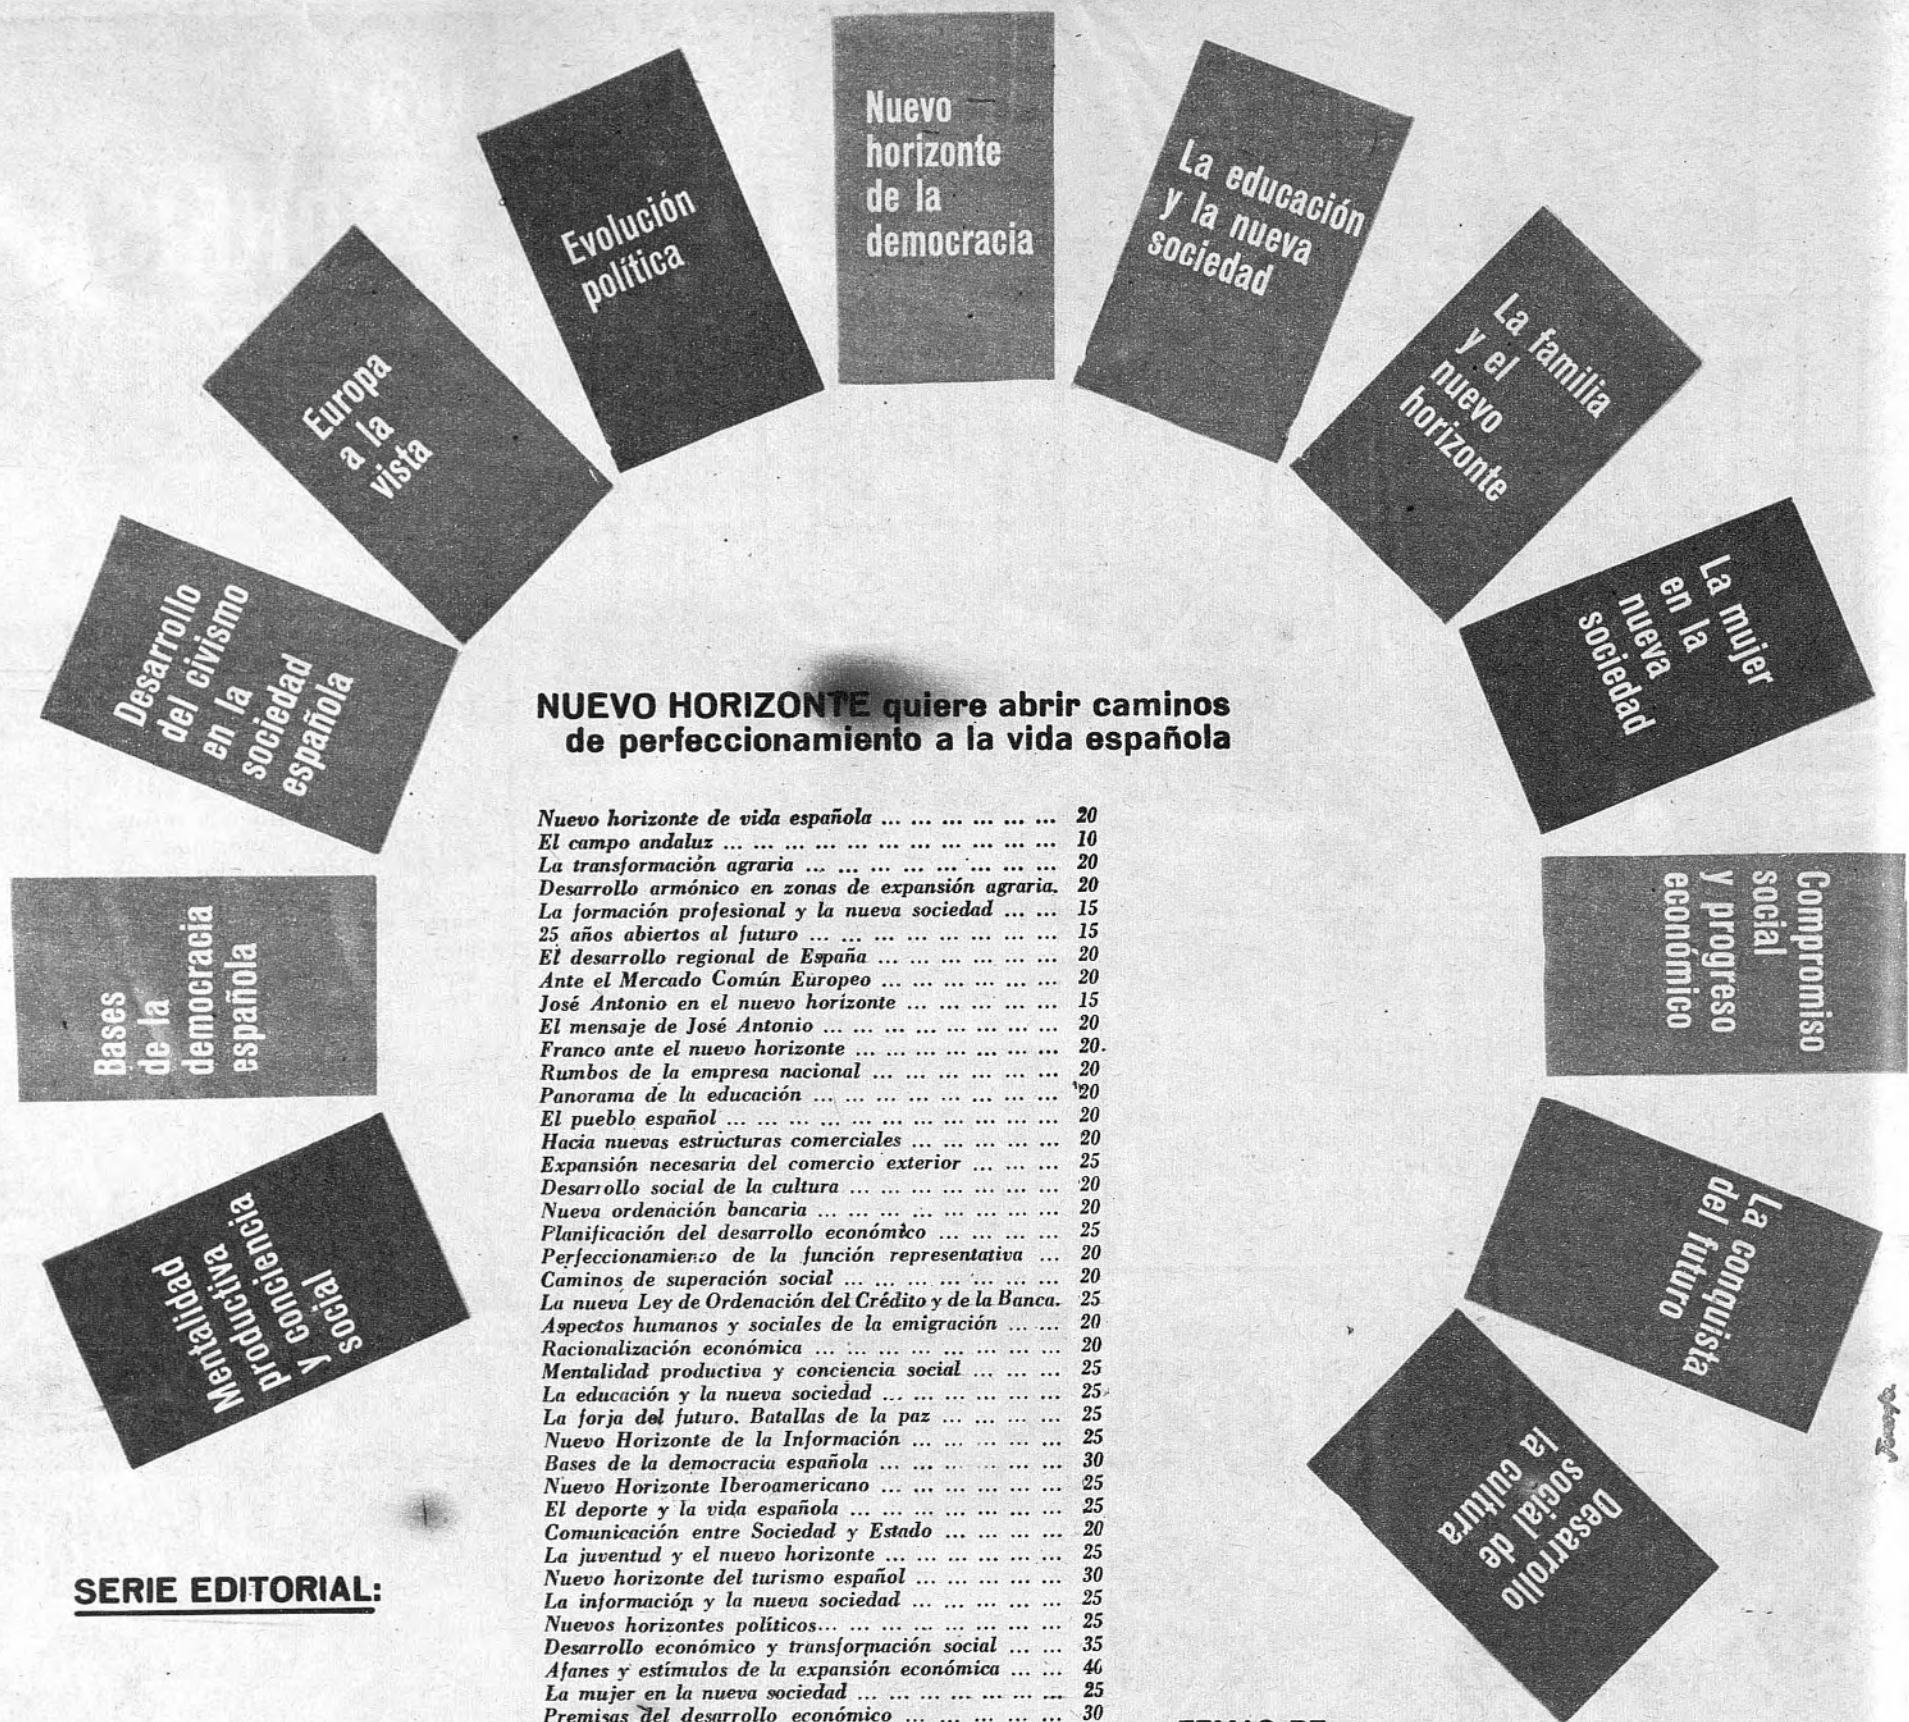 Nuevo
horizonte
de la
democracia
Evolución
política
La educación
y la nueva
sociedad
Europa
a la
vista
La familia
y el
nuevo
horizonte
Desarrollo
del civismo
en la
sociedad
española
La mujer
en la
nueva
sociedad
Bases
de la
democracia
española
Compromiso
social
y progreso
económico
Mentalidad
productiva
y conciencia
social
La conquista
del futuro
Desarrollo
social de
la cultura
NUEVO HORIZONTE quiere abrir caminos
de perfeccionamiento a la vida española
Nuevo horizonte de vida española ... ... ... ... ... ... 20
El campo andaluz ... ... ... ... ... ... ... ... ... ... ... 10
La transformación agraria ... ... ... ... ... ... ... ... 20
Desarrollo armónico en zonas de expansión agraria. 20
La formación profesional y la nueva sociedad ... ... 15
25 años abiertos al futuro ... ... ... ... ... ... ... ... 15
El desarrollo regional de España ... ... ... ... ... ... 20
Ante el Mercado Común Europeo ... ... ... ... ... ... 20
José Antonio en el nuevo horizonte ... ... ... ... ... 15
El mensaje de José Antonio ... ... ... ... ... ... ... ... 20
Franco ante el nuevo horizonte ... ... ... ... ... ... ... 20
Rumbos de la empresa nacional ... ... ... ... ... ... 20
Panorama de la educación ... ... ... ... ... ... ... ... 20
El pueblo español ... ... ... ... ... ... ... ... ... ... ... 20
Hacia nuevas estructuras comerciales ... ... ... ... ... 20
Expansión necesaria del comercio exterior ... ... ... 25
Desarrollo social de la cultura ... ... ... ... ... ... ... 20
Nueva ordenación bancaria ... ... ... ... ... ... ... ... 20
Planificación del desarrollo económico ... ... ... ... 25
Perfeccionamiento de la función representativa ... 20
Caminos de superación social ... ... ... ... ... ... ... 20
La nueva Ley de Ordenación del Crédito y de la Banca. 25
Aspectos humanos y sociales de la emigración ... ... 20
Racionalización económica ... ... ... ... ... ... ... ... 20
Mentalidad productiva y conciencia social ... ... ... 25
La educación y la nueva sociedad ... ... ... ... ... ... 25
La forja del futuro. Batallas de la paz ... ... ... ... 25
Nuevo Horizonte de la Información ... ... ... ... ... 25
Bases de la democracia española ... ... ... ... ... ... 30
Nuevo Horizonte Iberoamericano ... ... ... ... ... ... 25
El deporte y la vida española ... ... ... ... ... ... ... 25
Comunicación entre Sociedad y Estado ... ... ... ... 20
La juventud y el nuevo horizonte ... ... ... ... ... ... 25
Nuevo horizonte del turismo español ... ... ... ... ... 30
La información y la nueva sociedad ... ... ... ... ... 25
Nuevos horizontes políticos... ... ... ... ... ... ... ... 25
Desarrollo económico y transformación social ... ... 35
Afanes y estímulos de la expansión económica ... ... 40
La mujer en la nueva sociedad ... ... ... ... ... ... ... 25
Premisas del desarrollo económico ... ... ... ... ... ... 30
SERIE EDITORIAL: